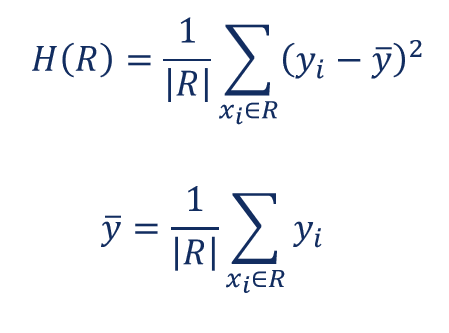 H(R) = \frac{1}{|R|} \sum_{x_i \in R} (y_i - \bar{y})^2
\bar{y} = \frac{1}{|R|} \sum_{x_i \in R} y_i